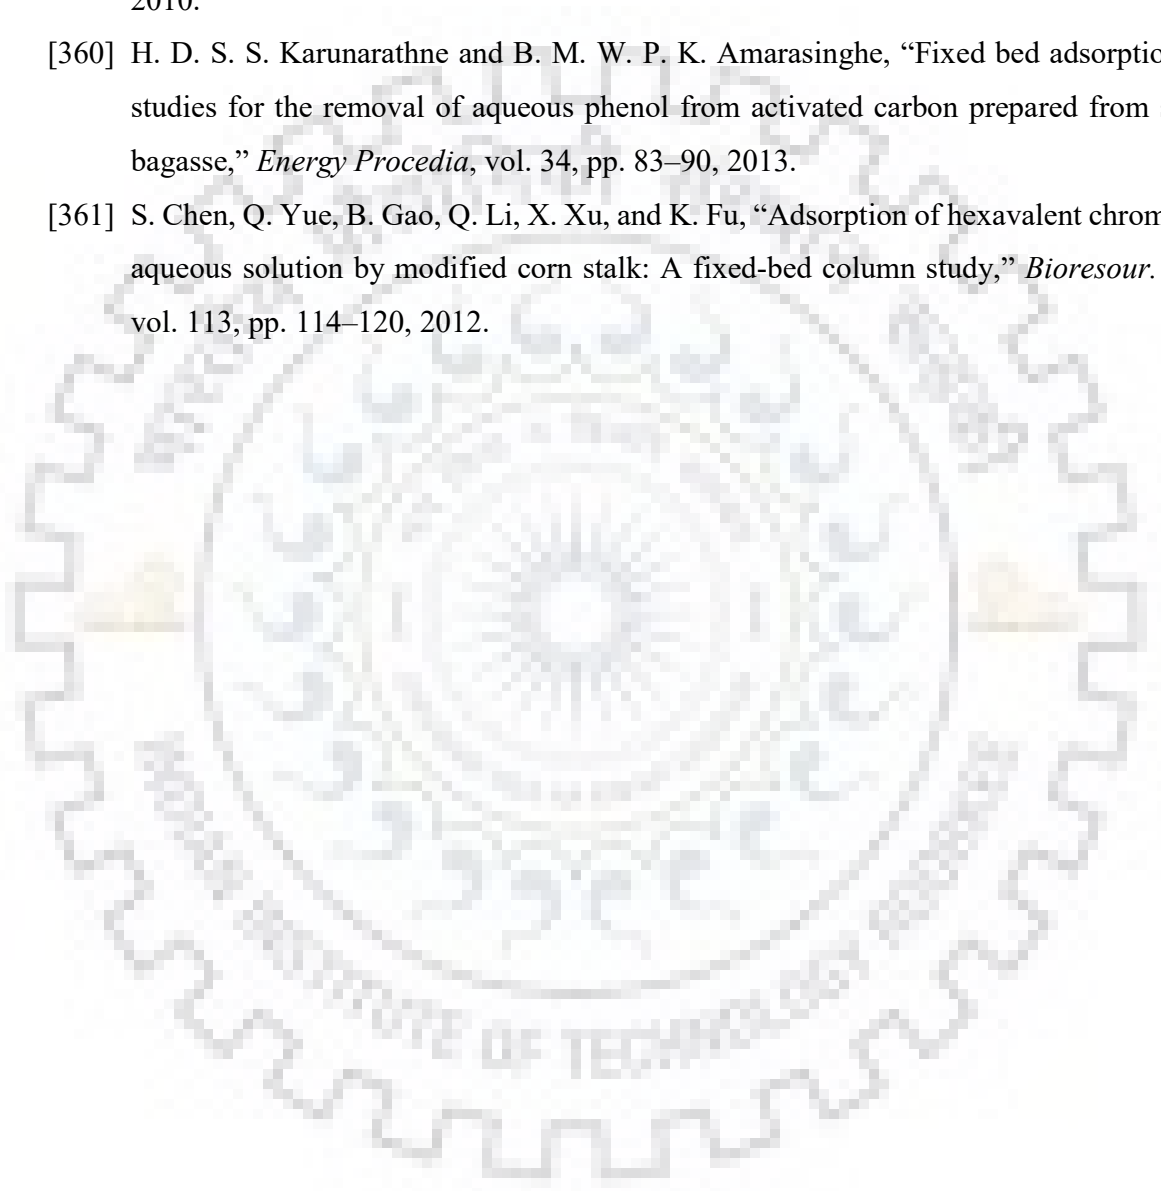 2010.
[360] H. D. S. S. Karunarathne and B. M. W. P. K. Amarasinghe, “Fixed bed adsorptio
studies for the removal of aqueous phenol from activated carbon prepared from
bagasse,” Energy Procedia, vol. 34, pp. 83–90, 2013.
[361] S. Chen, Q. Yue, B. Gao, Q. Li, X. Xu, and K. Fu, “Adsorption of hexavalent chrom
aqueous solution by modified corn stalk: A fixed-bed column study,” Bioresour.
vol. 113, pp. 114–120, 2012.
INSTITUTE OF TECHNOLOGY